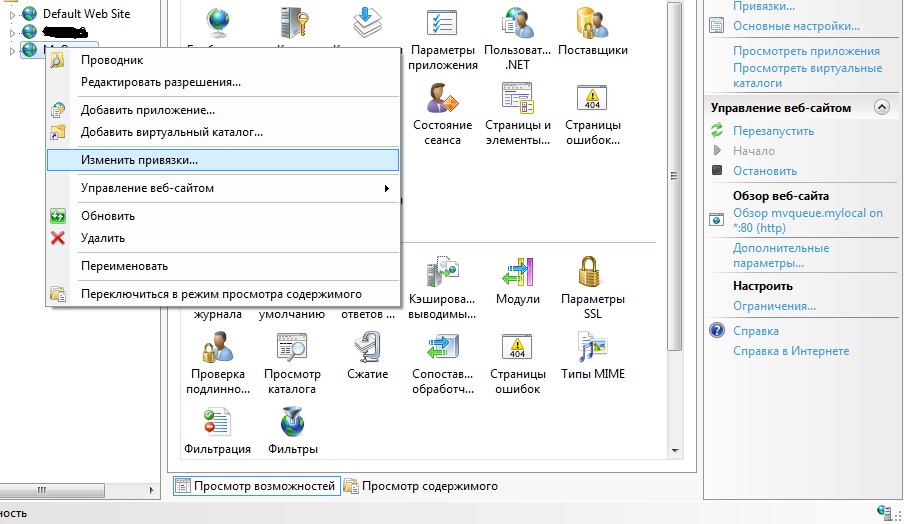 Default Web Site
Проводник
Редактировать разрешения...
Добавить приложение...
Добавить виртуальный каталог...
Изменить привязки...
Управление веб-сайтом
Обновить
Удалить
Переименовать
Переключиться в режим просмотра содержимого
Параметры
приложения
Пользоват...
.NET
Поставщики
Состояние
сеанса
Страницы и
элементы...
Страницы
ошибок...
404
журнала
умолчанию
ответов ...
Кэширова...
выводимы...
Модули
Параметры
SSL
Проверка
подлинно...
Просмотр
каталога
Сжатие
Сопостав...
обработч...
Страницы
ошибок
404
Типы MIME
Фильтрация
Фильтры
Просмотр возможностей
Просмотр содержимого
Привязки...
Основные настройки...
Просмотреть приложения
Просмотреть виртуальные
каталоги
Управление веб-сайтом
Перезапустить
Начало
Остановить
Обзор веб-сайта
Обзор mvqueue.mylocal on
*:80 (http)
Дополнительные
параметры...
Настроить
Ограничения...
Справка
Справка в Интернете
ность